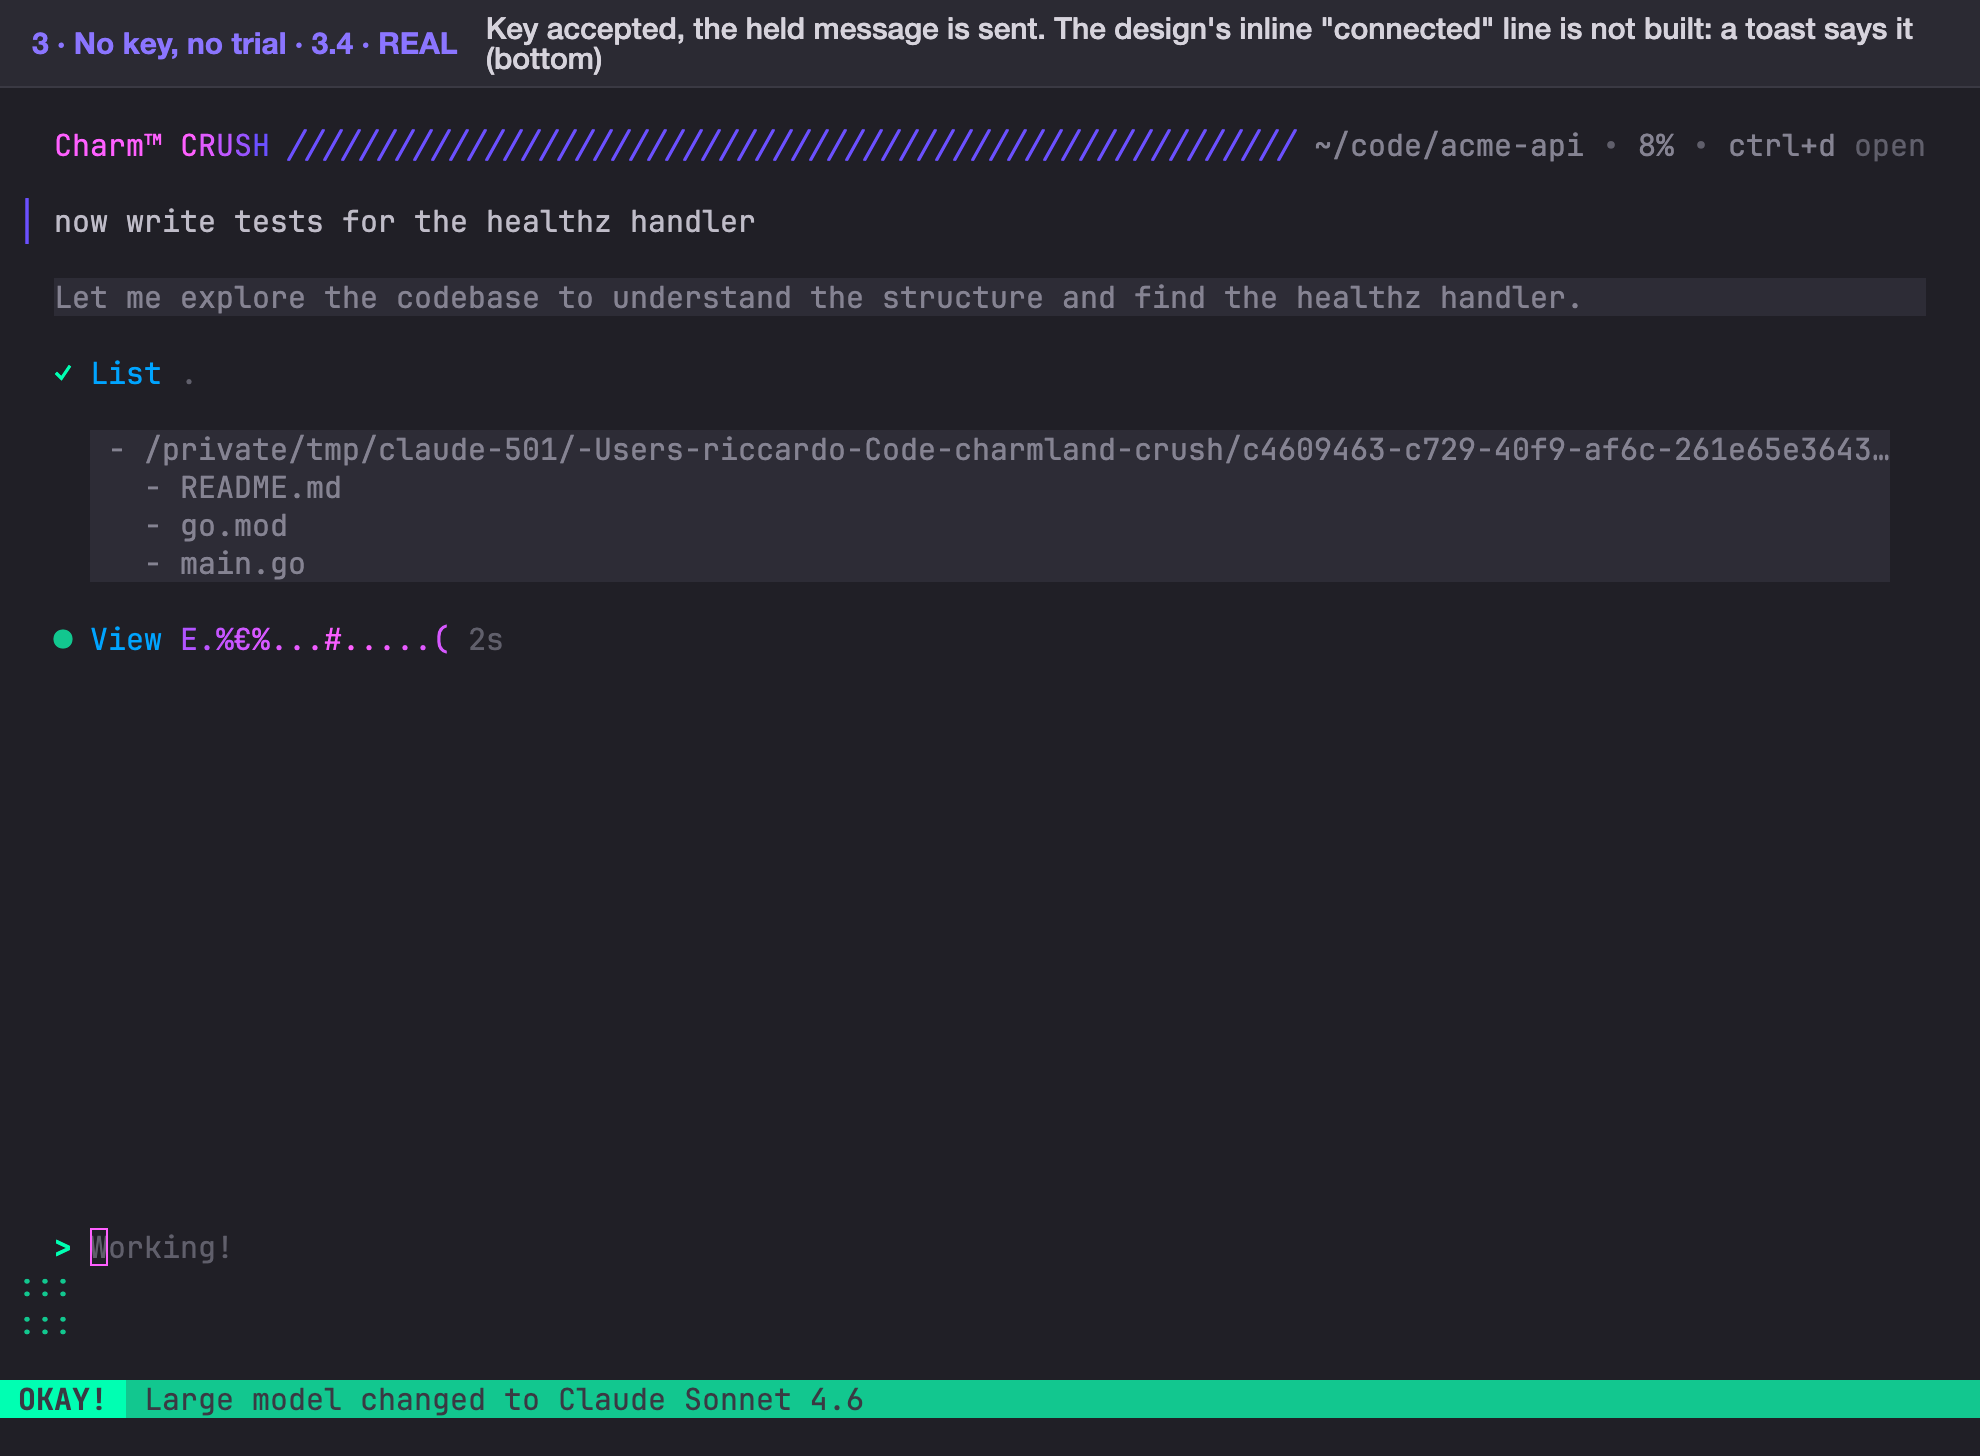 3 · No key, no trial · 3.4 · REAL
Key accepted, the held message is sent. The design's inline "connected" line is not built: a toast says it
(bottom)
Charm™ CRUSH //////////////////////////////////////////////////////// ~/code/acme-api • 8% • ctrl+d open
now write tests for the healthz handler
Let me explore the codebase to understand the structure and find the healthz handler.
✓ List .
- /private/tmp/claude-501/-Users-riccardo-Code-charmland-crush/c4609463-c729-40f9-af6c-261e65e3643…
- README.md
- go.mod
- main.go
● View E.%€%...#.....( 2s
> Working!
:::
:::
OKAY! Large model changed to Claude Sonnet 4.6